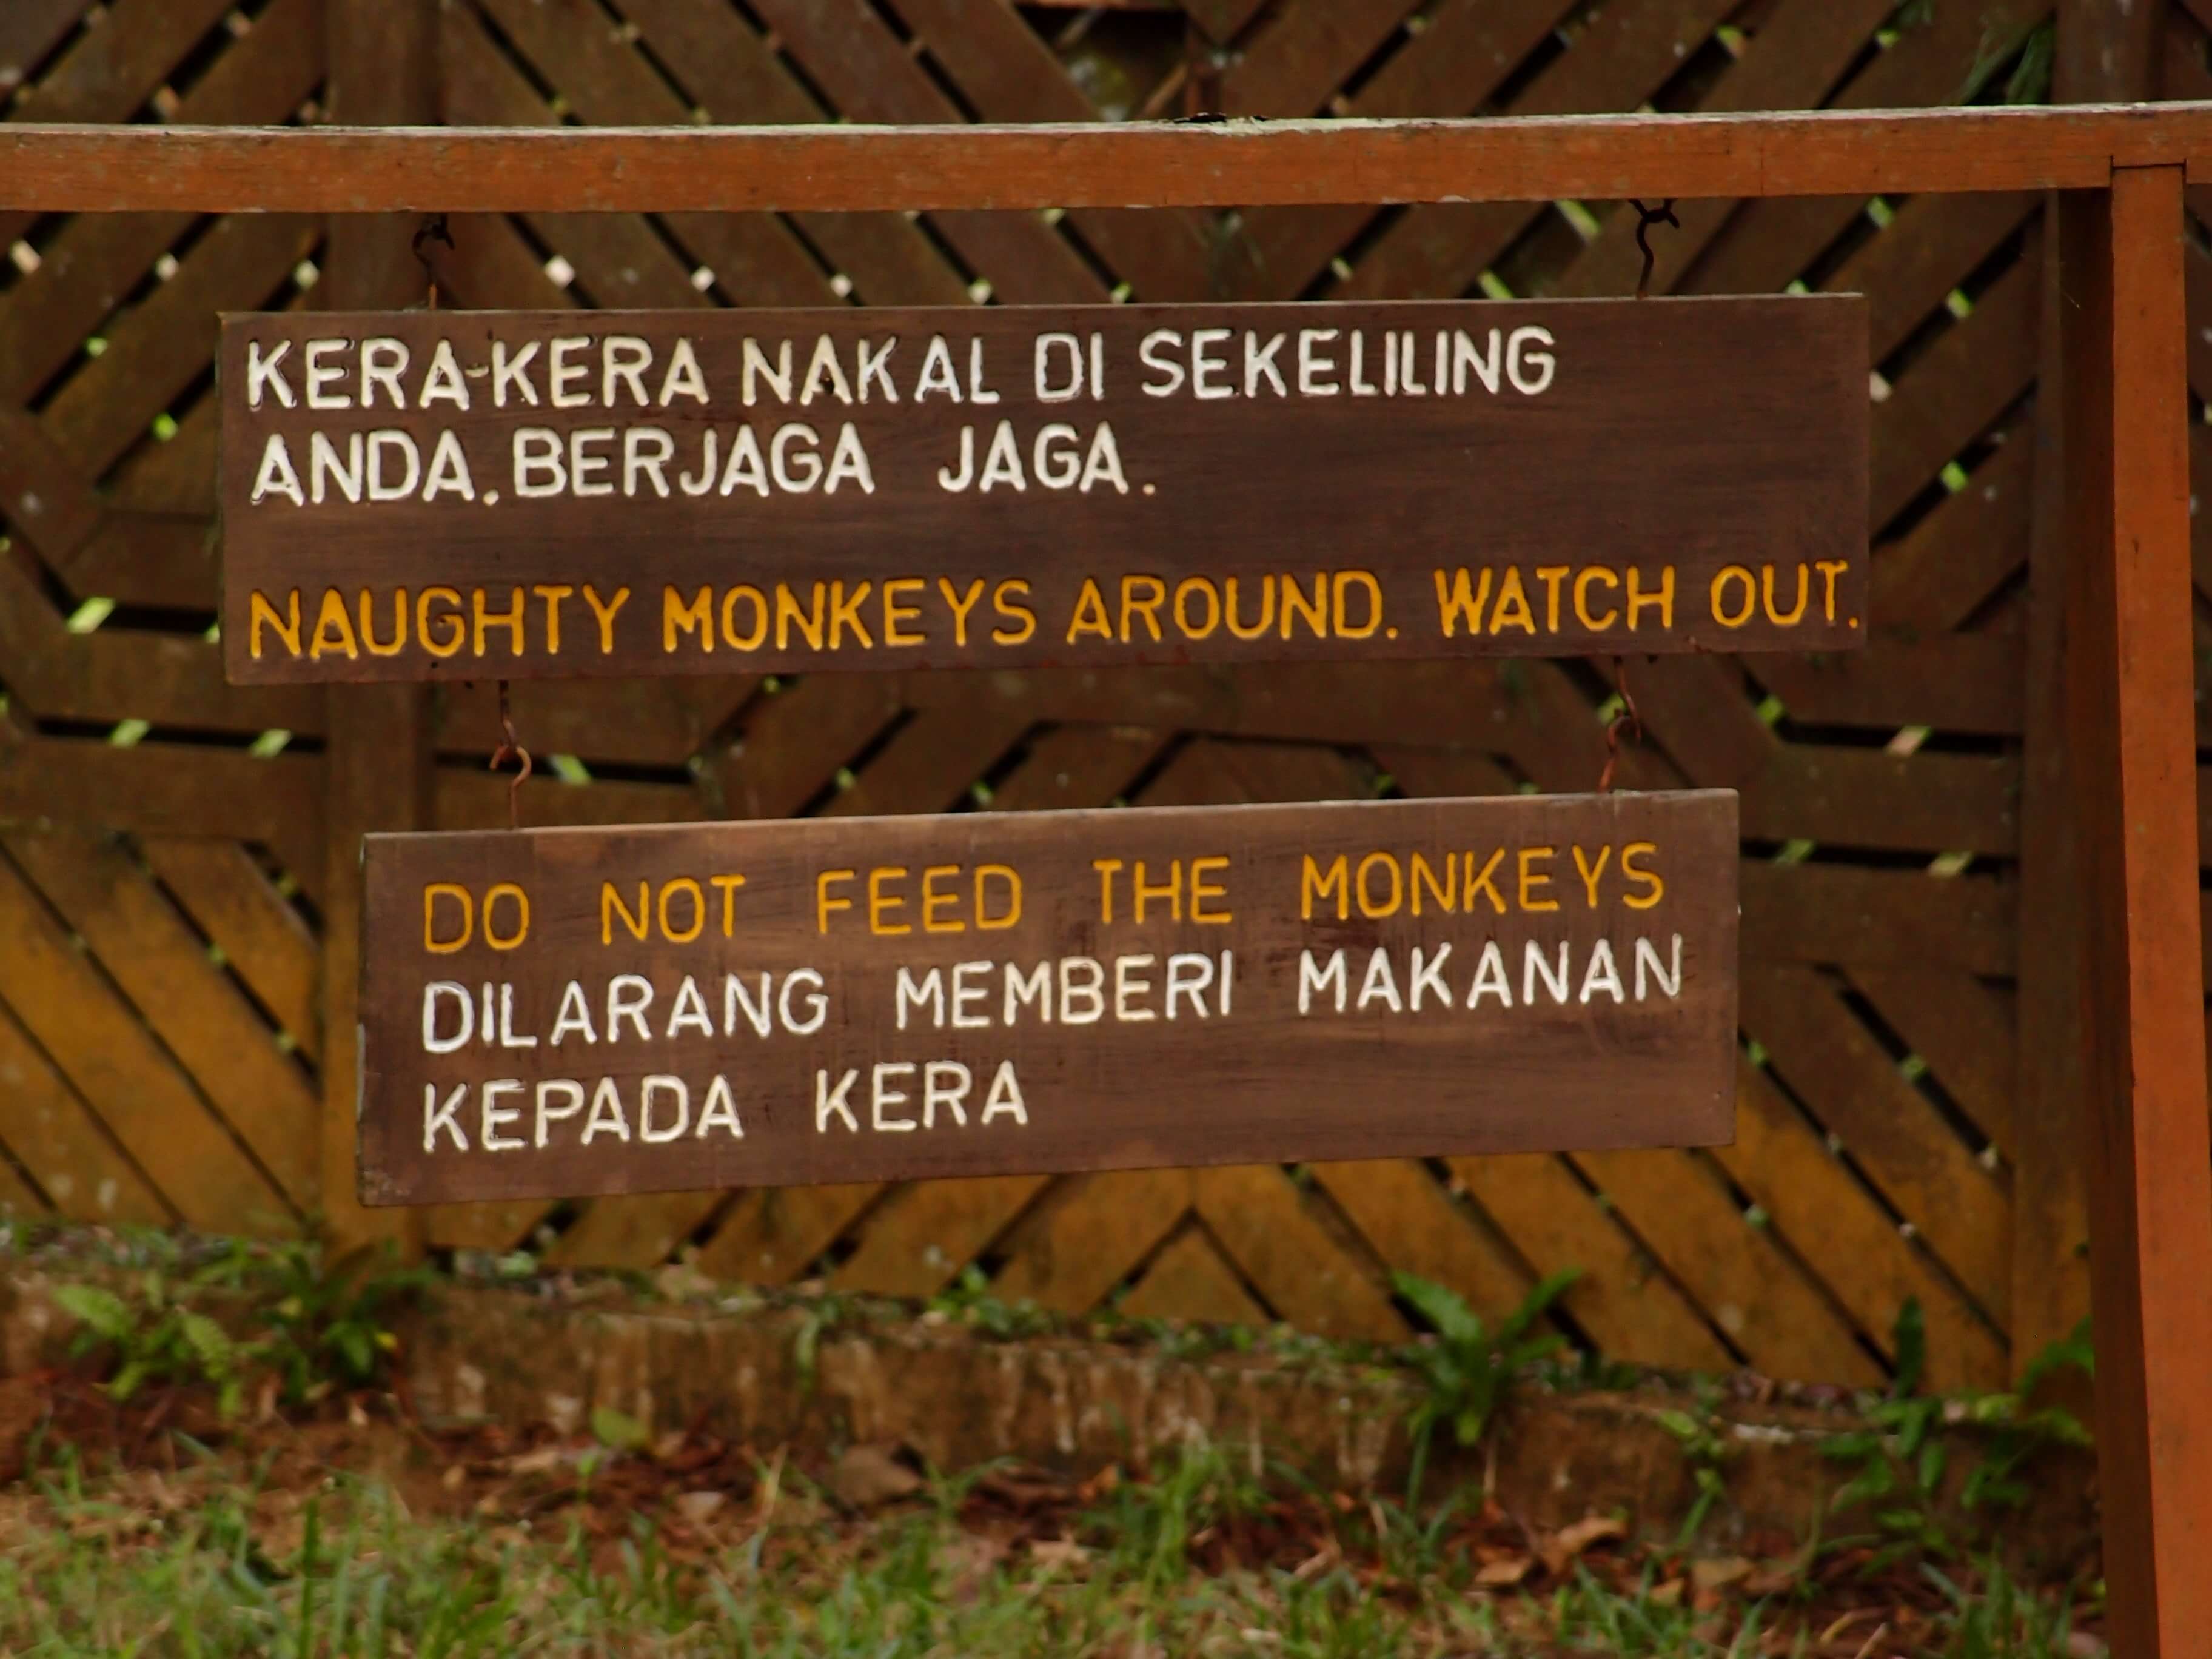 KERA-KERA NAKAL DI SEKELILING
ANDA. BERJAGA JAGA.
NAUGHTY MONKEYS AROUND. WATCH OUT.
DO NOT FEED THE MONKEYS
DILARANG MEMBERI MAKANAN
KEPADA KERA